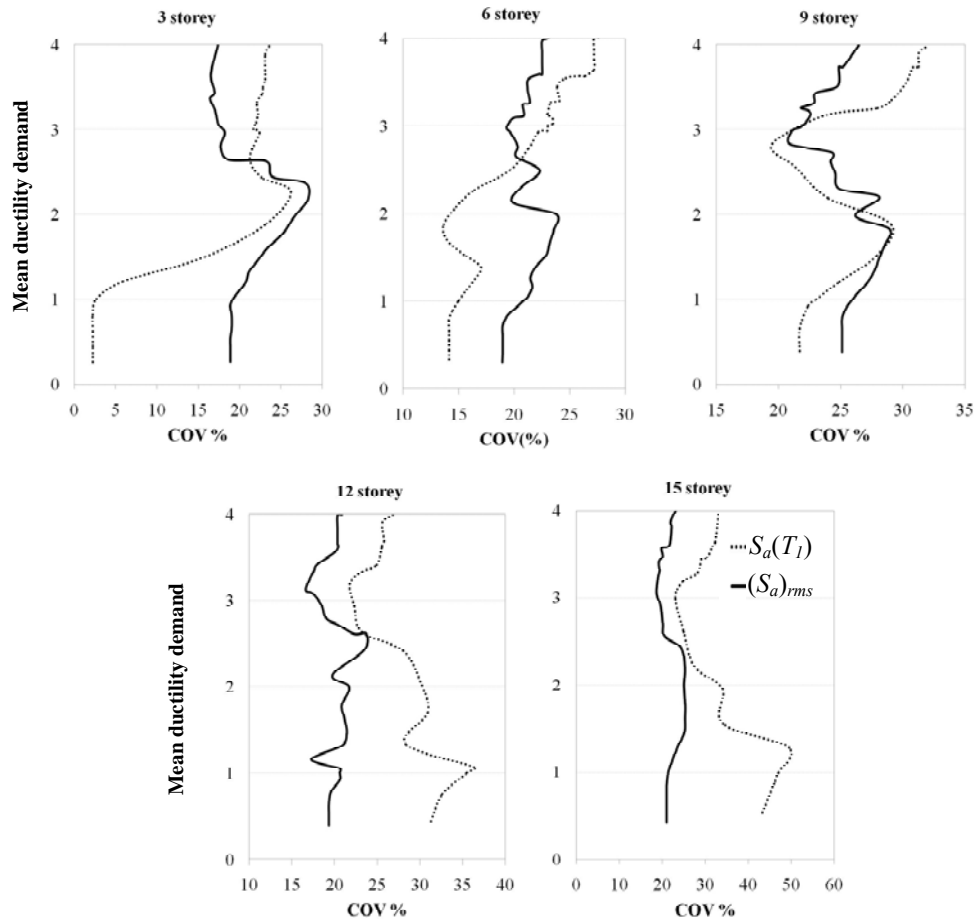 3 storey
6 storey
9 storey
Mean ductility demand
4
3
2
1
0
0 5 10 15 20 25 30
COV %
4
3
2
1
0
10 15 20 25 30
COV(%)
4
3
2
1
0
15 20 25 30 35
COV %
12 storey
15 storey
Mean ductility demand
4
3
2
1
0
10 15 20 25 30 35 40
COV %
4
3
2
1
0
0 10 20 30 40 50 60
COV %
Sa(T1)
(Sa)rms